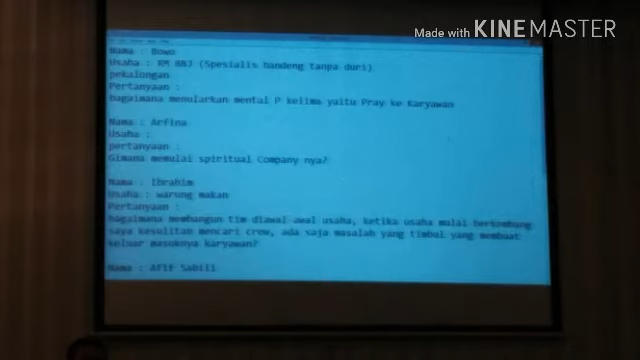 Made with KINEMASTER
Nama : Bowo
Usaha : RM BBJ (Spesialis bandeng tanpa duri)
pekalongan
Pertanyaan :
bagaimana menularkan mental P kelima yaitu Pray ke Karyawan
Nama : Arfina
Usaha :
pertanyaan :
Gimana memulai spiritual Company nya?
Nama : Ibrahim
Usaha : warung makan
Pertanyaan :
bagaimana membangun tim diawal awal usaha, ketika usaha mulai berkembang
saya kesulitan mencari crew, ada saja masalah yang timbul yang membuat
keluar masuknya karyawan?
Nama : Afif Sabili